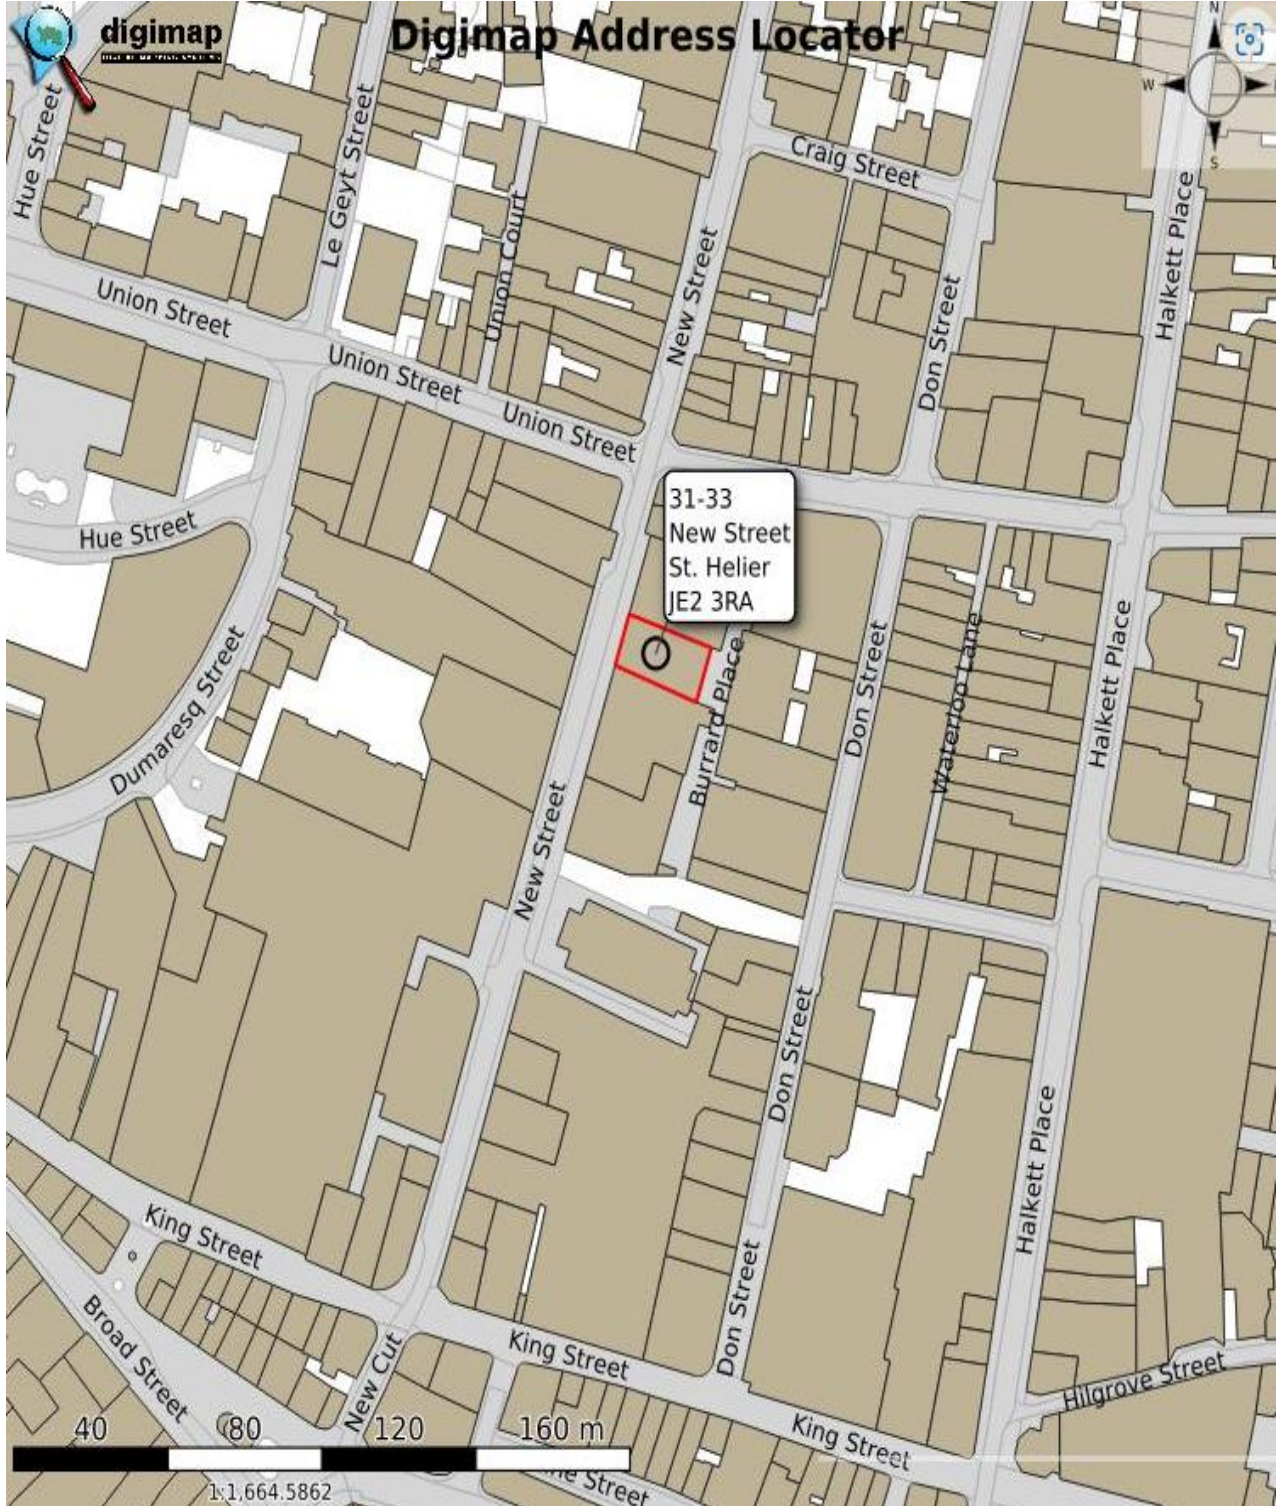 digimap
Digimap Address Locator
N
W
S
Hue Street
Le Geyt Street
Union Court
New Street
Craig Street
Don Street
Halkett Place
Union Street
Union Street
Union Street
31-33
New Street
St. Helier
JE2 3RA
Hue Street
Dumaresq Street
Burrard Place
Don Street
Waterloo Lane
Halkett Place
New Street
Don Street
Halkett Place
King Street
Broad Street
New Cut
King Street
Don Street
Hilgrove Street
King Street
Street
40 80 120 160 m
1:1,664.5862